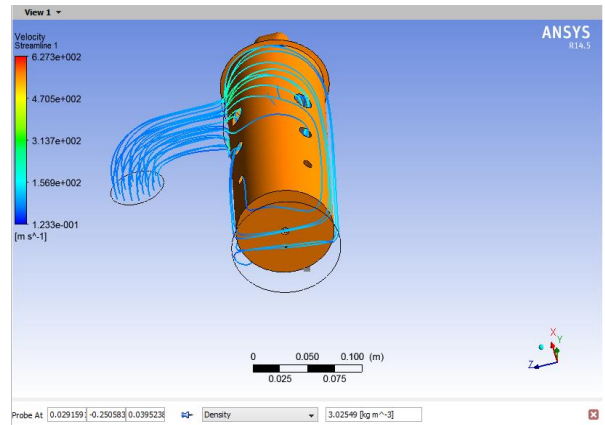 View 1
Velocity
Streamline 1
6.273e+002
4.705e+002
3.137e+002
1.569e+002
1.233e-001
[m s^-1]
ANSYS
R14.5
X
Y
Z
0 0.050 0.100 (m)
0.025 0.075
Probe At 0.029159 -0.250583 0.0395238 Density 3.02549 [kg m^-3]